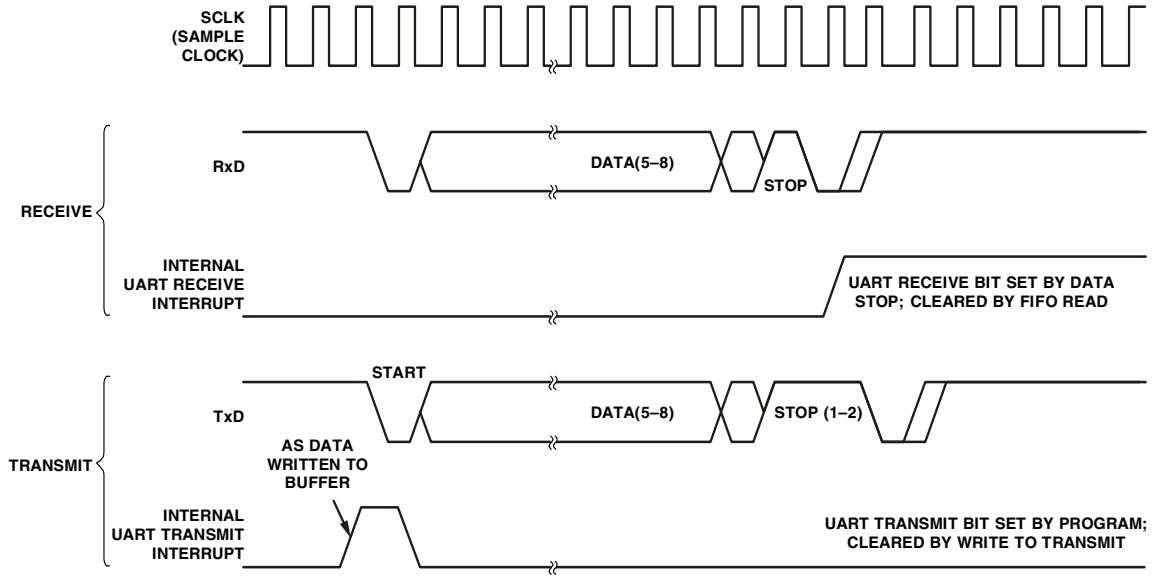 SCLK
(SAMPLE
CLOCK)
RxD
DATA(5–8)
STOP
RECEIVE
INTERNAL
UART RECEIVE
INTERRUPT
UART RECEIVE BIT SET BY DATA
STOP; CLEARED BY FIFO READ
START
TxD
DATA(5–8)
STOP (1–2)
AS DATA
WRITTEN TO
BUFFER
TRANSMIT
INTERNAL
UART TRANSMIT
INTERRUPT
UART TRANSMIT BIT SET BY PROGRAM;
CLEARED BY WRITE TO TRANSMIT